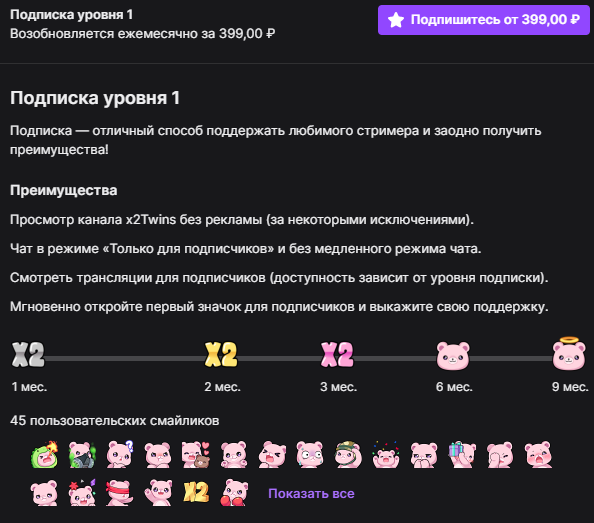 Подписка уровня 1
Возобновляется ежемесячно за 399,00 ₽
Подпишитесь от 399,00 ₽
Подписка уровня 1
Подписка — отличный способ поддержать любимого стримера и заодно получить
преимущества!
Преимущества
Просмотр канала x2Twins без рекламы (за некоторыми исключениями).
Чат в режиме «Только для подписчиков» и без медленного режима чата.
Смотреть трансляции для подписчиков (доступность зависит от уровня подписки).
Мгновенно откройте первый значок для подписчиков и выкажите свою поддержку.
X2 X2 X2
1 мес. 2 мес. 3 мес. 6 мес. 9 мес.
45 пользовательских смайликов
X2 Показать все